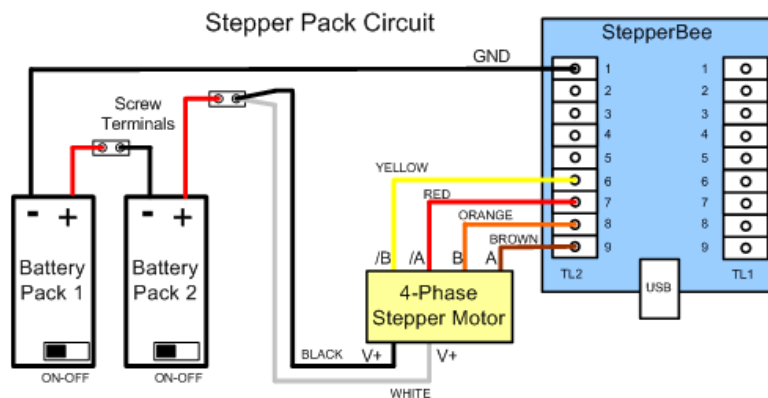 Stepper Pack Circuit
StepperBee
GND
1
2
3
4
5
6
7
8
9
TL2
1
2
3
4
5
6
7
8
9
TL1
USB
Screw
Terminals
YELLOW
RED
ORANGE
BROWN
/B
/A
B
A
4-Phase
Stepper Motor
V+
V+
BLACK
WHITE
- +
Battery
Pack 1
ON-OFF
- +
Battery
Pack 2
ON-OFF